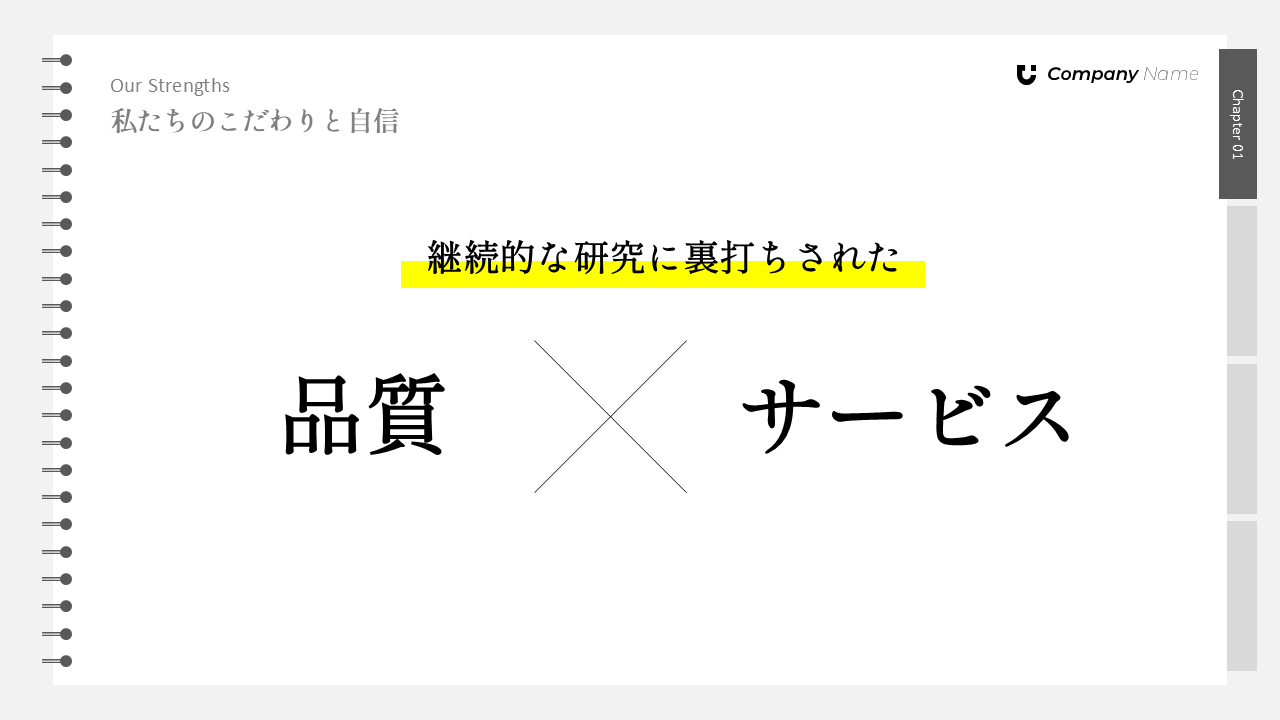 Our Strengths
私たちのこだわりと自信
Company Name
Chapter 01
継続的な研究に裏打ちされた
品質
サービス